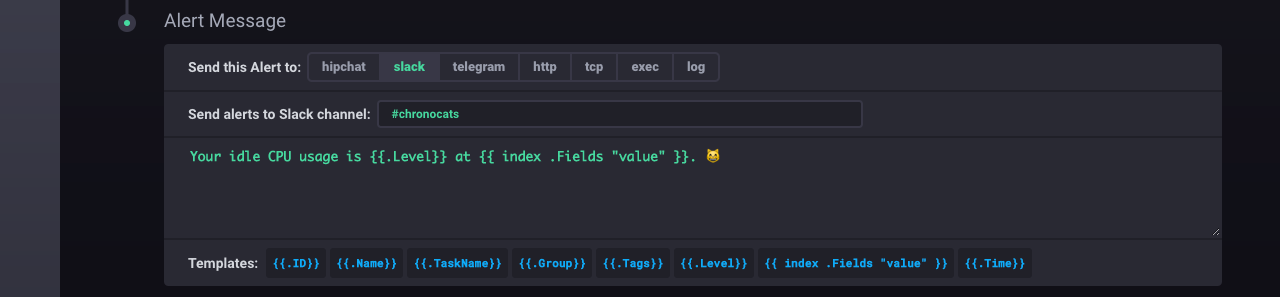 Alert Message
Send this Alert to: hipchat slack telegram http tcp exec log
Send alerts to Slack channel: #chronocats
Your idle CPU usage is {{.Level}} at {{ index .Fields "value" }}. 😸
Templates: {{.ID}} {{.Name}} {{.TaskName}} {{.Group}} {{.Tags}} {{.Level}} {{ index .Fields "value" }} {{.Time}}